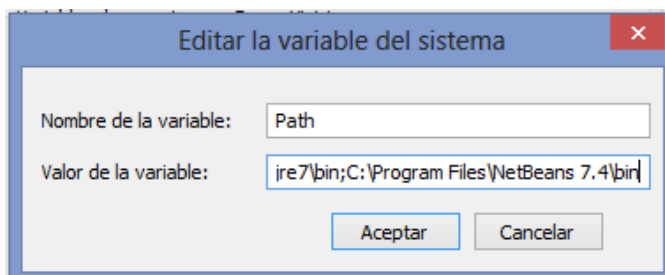 Editar la variable del sistema
Nombre de la variable: Path
Valor de la variable: jre7\bin;C:\Program Files\NetBeans 7.4\bin
Aceptar Cancelar